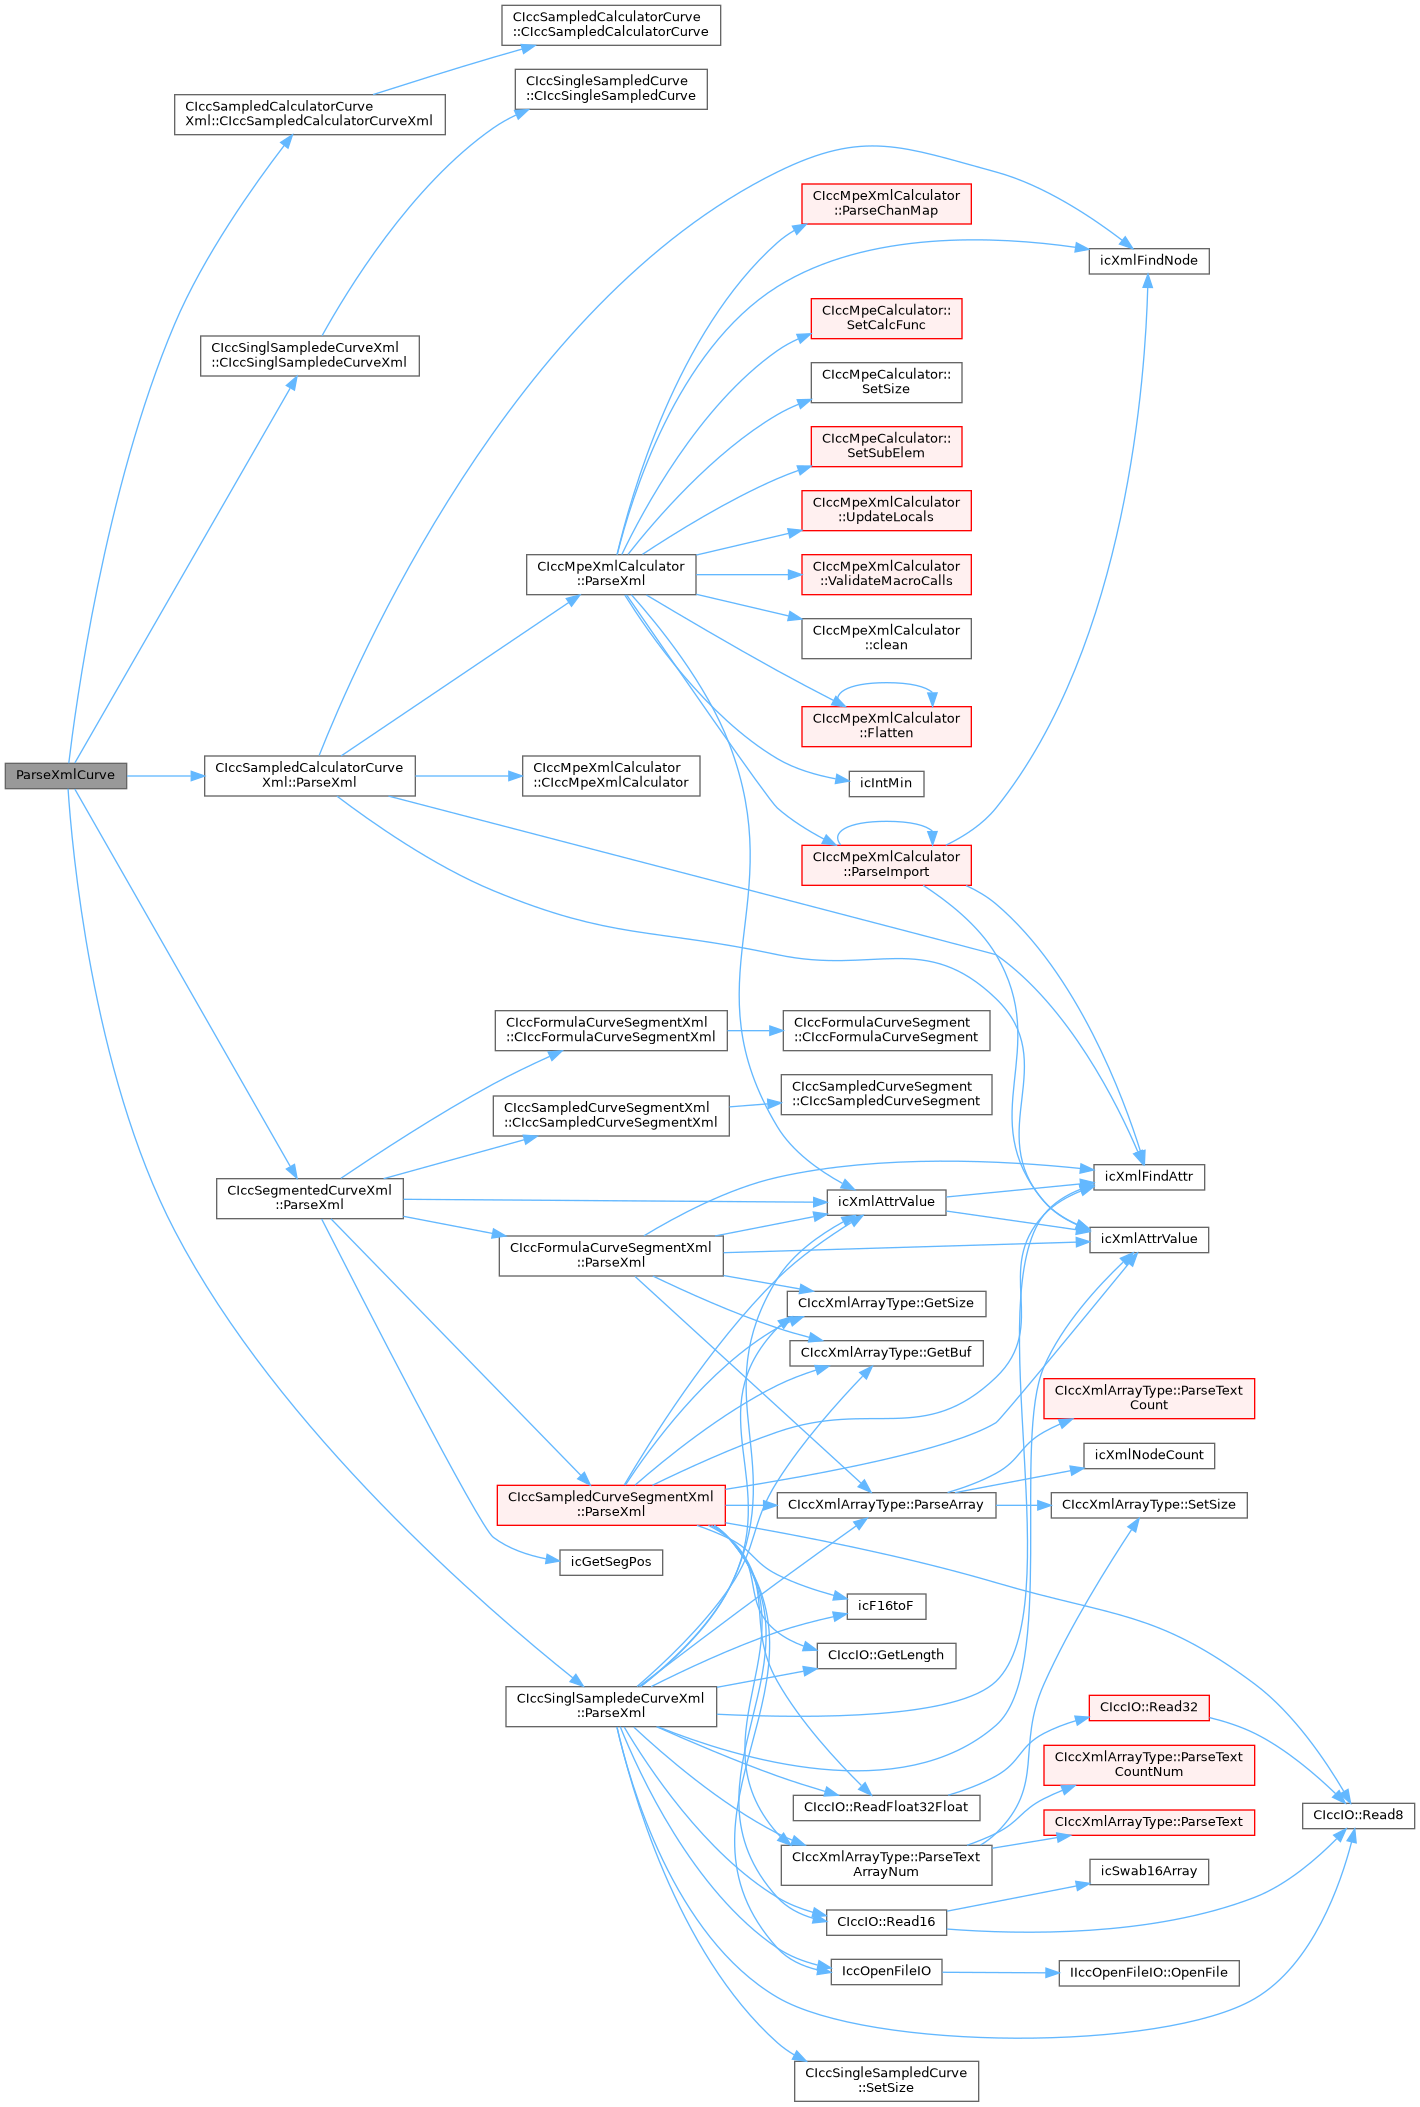 CIccSampledCalculatorCurve
::CIccSampledCalculatorCurve
CIccSingleSampledCurve
::CIccSingleSampledCurve
CIccSampledCalculatorCurve
Xml::CIccSampledCalculatorCurveXml
CIccMpeXmlCalculator
::ParseChanMap
icXmlFindNode
CIccMpeCalculator::
SetCalcFunc
CIccSinglSampledeCurveXml
::CIccSinglSampledeCurveXml
CIccMpeCalculator::
SetSize
CIccMpeCalculator::
SetSubElem
CIccMpeXmlCalculator
::UpdateLocals
CIccMpeXmlCalculator
::ParseXml
CIccMpeXmlCalculator
::ValidateMacroCalls
CIccMpeXmlCalculator
::clean
CIccMpeXmlCalculator
::Flatten
ParseXmlCurve
CIccSampledCalculatorCurve
Xml::ParseXml
CIccMpeXmlCalculator
::CIccMpeXmlCalculator
icIntMin
CIccMpeXmlCalculator
::ParseImport
CIccFormulaCurveSegmentXml
::CIccFormulaCurveSegmentXml
CIccFormulaCurveSegment
::CIccFormulaCurveSegment
CIccSampledCurveSegmentXml
::CIccSampledCurveSegmentXml
CIccSampledCurveSegment
::CIccSampledCurveSegment
icXmlFindAttr
CIccSegmentedCurveXml
::ParseXml
icXmlAttrValue
icXmlAttrValue
CIccFormulaCurveSegmentXml
::ParseXml
CIccXmlArrayType::GetSize
CIccXmlArrayType::GetBuf
CIccXmlArrayType::ParseText
Count
icXmlNodeCount
CIccSampledCurveSegmentXml
::ParseXml
CIccXmlArrayType::ParseArray
CIccXmlArrayType::SetSize
icGetSegPos
icF16toF
CIccIO::GetLength
CIccSinglSampledeCurveXml
::ParseXml
CIccIO::Read32
CIccXmlArrayType::ParseText
CountNum
CIccIO::ReadFloat32Float
CIccIO::Read8
CIccXmlArrayType::ParseText
CIccXmlArrayType::ParseText
ArrayNum
icSwab16Array
CIccIO::Read16
IccOpenFileIO
IIccOpenFileIO::OpenFile
CIccSingleSampledCurve
::SetSize